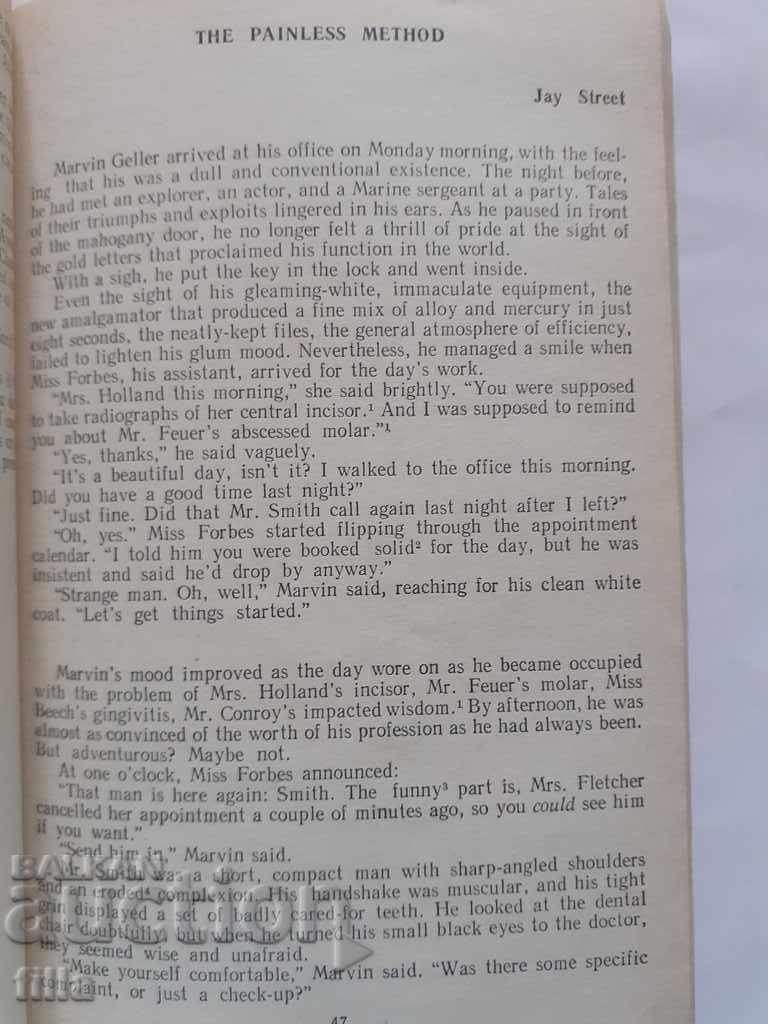 THE PAINLESS METHOD
Jay Street
Marvin Geller arrived at his office on Monday morning, with the feel-
ing that his was a dull and conventional existence. The night before,
he had met an explorer, an actor, and a Marine sergeant at a party. Tales
of their triumphs and exploits lingered in his ears. As he paused in front
of the mahogany door, he no longer felt a thrill of pride at the sight of
the gold letters that proclaimed his function in the world.
With a sigh, he put the key in the lock and went inside.
Even the sight of his gleaming-white, immaculate equipment, the
new amalgamator that produced a fine mix of alloy and mercury in just
eight seconds, the neatly-kept files, the general atmosphere of efficiency,
failed to lighten his glum mood. Nevertheless, he managed a smile when
Miss Forbes, his assistant, arrived for the day's work.
“Mrs. Holland this morning,” she said brightly. “You were supposed
to take radiographs of her central incisor.¹ And I was supposed to remind
you about Mr. Feuer's abscessed molar.”¹
“Yes, thanks,” he said vaguely.
“It's a beautiful day, isn't it? I walked to the office this morning.
Did you have a good time last night?”
“Just fine. Did that Mr. Smith call again last night after I left?”
“Oh, yes.” Miss Forbes started flipping through the appointment
calendar. “I told him you were booked solid² for the day, but he was
insistent and said he'd drop by anyway.”
“Strange man. Oh, well,” Marvin said, reaching for his clean white
coat. “Let's get things started.”
Marvin's mood improved as the day wore on as he became occupied
with the problem of Mrs. Holland's incisor, Mr. Feuer's molar, Miss
Beech's gingivitis, Mr. Conroy's impacted wisdom.¹ By afternoon, he was
almost as convinced of the worth of his profession as he had always been.
But adventurous? Maybe not.
At one o'clock, Miss Forbes announced:
“That man is here again: Smith. The funny³ part is, Mrs. Fletcher
cancelled her appointment a couple of minutes ago, so you could see him
if you want.”
“Send him in,” Marvin said.
Mr. Smith was a short, compact man with sharp-angled shoulders
and an eroded⁴ complexion. His handshake was muscular, and his tight
grin displayed a set of badly cared-for teeth. He looked at the dental
chair doubtfully, but when he turned his small black eyes to the doctor,
they seemed wise and unafraid.
“Make yourself comfortable,” Marvin said. “Was there some specific
complaint, or just a check-up?”
47
BALKAN
auction
filla